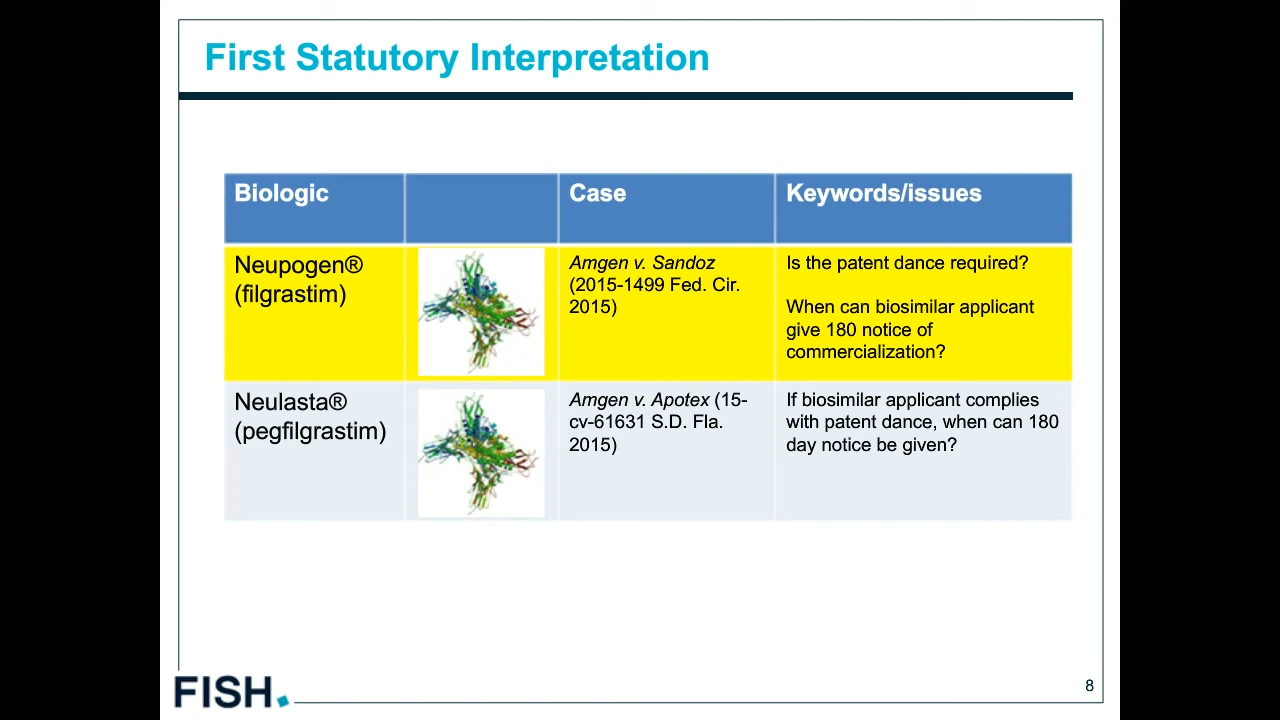 First Statutory Interpretation
Biologic
Case
Keywords/issues
Neupogen®
(filgrastim)
Amgen v. Sandoz
(2015-1499 Fed. Cir.
2015)
Is the patent dance required?
When can biosimilar applicant
give 180 notice of
commercialization?
Neulasta®
(pegfilgrastim)
Amgen v. Apotex (15-
cv-61631 S.D. Fla.
2015)
If biosimilar applicant complies
with patent dance, when can 180
day notice be given?
FISH.
8